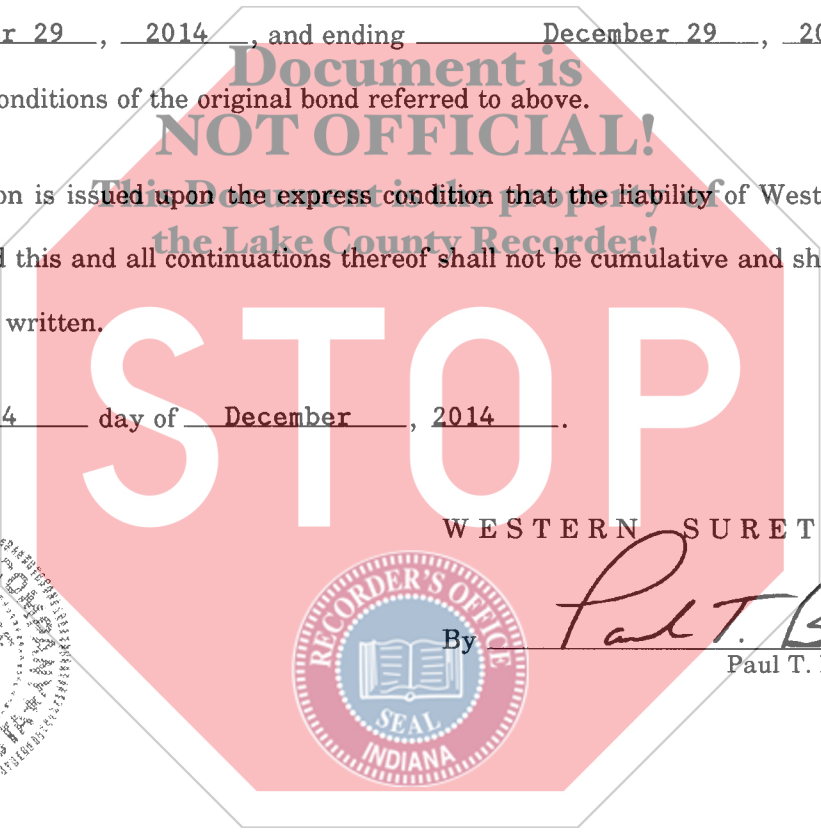 r 29, 2014, and ending December 29, 20
Document is
onditions of the original bond referred to above.
NOT OFFICIAL!
on is issued upon the express condition that the liability of West
This Document is the property of
the Lake County Recorder!
d this and all continuations thereof shall not be cumulative and sh
written.
STOP
4 day of December, 2014.
WESTERN SURET
RECORDER'S OFFICE
SEAL
INDIANA
By Paul T.
Paul T.